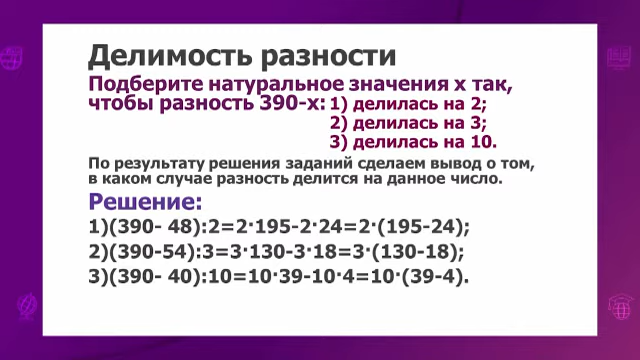 Делимость разности
Подберите натуральное значения х так,
чтобы разность 390-х: 1) делилась на 2;
2) делилась на 3;
3) делилась на 10.
По результату решения заданий сделаем вывод о том,
в каком случае разность делится на данное число.
Решение:
1)(390- 48):2=2·195-2·24=2·(195-24);
2)(390-54):3=3·130-3·18=3·(130-18);
3)(390- 40):10=10·39-10·4=10·(39-4).